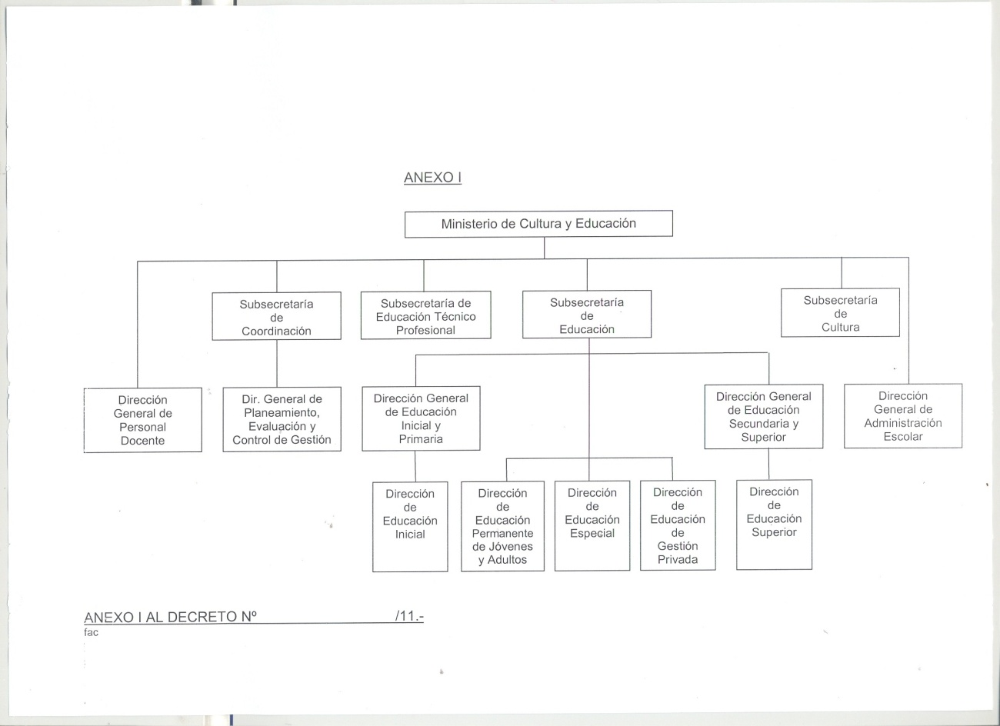 ANEXO I
Ministerio de Cultura y Educación
Subsecretaría
de
Coordinación
Subsecretaría de
Educación Técnico
Profesional
Subsecretaría
de
Educación
Subsecretaría
de
Cultura
Dirección
General de
Personal
Docente
Dir. General de
Planeamiento,
Evaluación y
Control de Gestión
Dirección General
de Educación
Inicial y
Primaria
Dirección General
de Educación
Secundaria y
Superior
Dirección
General de
Administración
Escolar
Dirección
de
Educación
Inicial
Dirección
de
Educación
Permanente
de Jóvenes
y Adultos
Dirección
de
Educación
Especial
Dirección
de
Educación
de
Gestión
Privada
Dirección
de
Educación
Superior
ANEXO I AL DECRETO Nº /11.-
fac